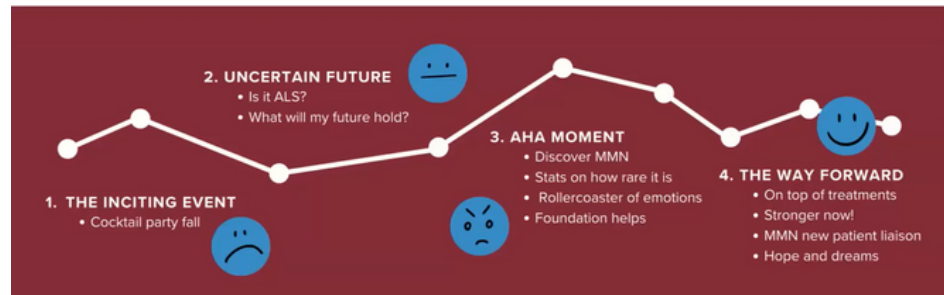 1. THE INCITING EVENT
• Cocktail party fall
2. UNCERTAIN FUTURE
• Is it ALS?
• What will my future hold?
3. AHA MOMENT
• Discover MMN
• Stats on how rare it is
• Rollercoaster of emotions
• Foundation helps
4. THE WAY FORWARD
• On top of treatments
• Stronger now!
• MMN new patient liaison
• Hope and dreams